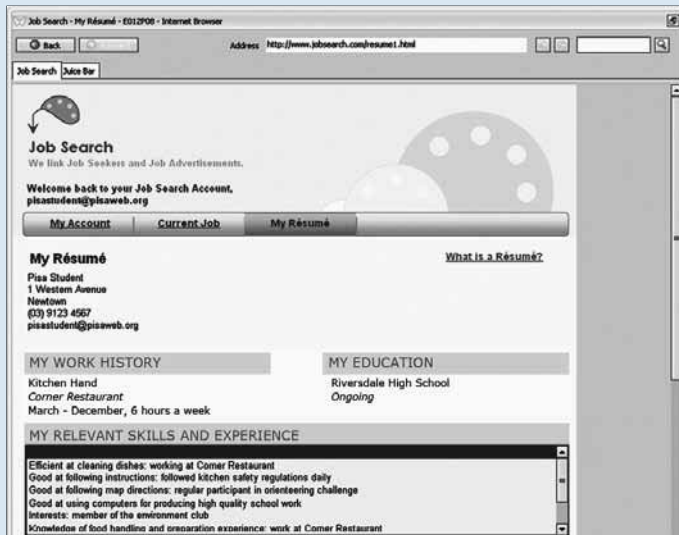 Job Search - My Résumé - E012P08 - Internet Browser
Back
Address http://www.jobsearch.com/resume1.html
Job Search Juice Bar
Job Search
We link Job Seekers and Job Advertisements.
Welcome back to your Job Search Account,
pisastudent@pisaweb.org
My Account Current Job My Résumé
My Résumé What is a Résumé?
Pisa Student
1 Western Avenue
Newtown
(03) 9123 4567
pisastudent@pisaweb.org
MY WORK HISTORY MY EDUCATION
Kitchen Hand Riversdale High School
Corner Restaurant Ongoing
March - December, 6 hours a week
MY RELEVANT SKILLS AND EXPERIENCE
Efficient at cleaning dishes: working at Corner Restaurant
Good at following instructions: followed kitchen safety regulations daily
Good at following map directions: regular participant in orienteering challenge
Good at using computers for producing high quality school work
Interests: member of the environment club
Knowledge of food handling and preparation experience: work at Corner Restaurant